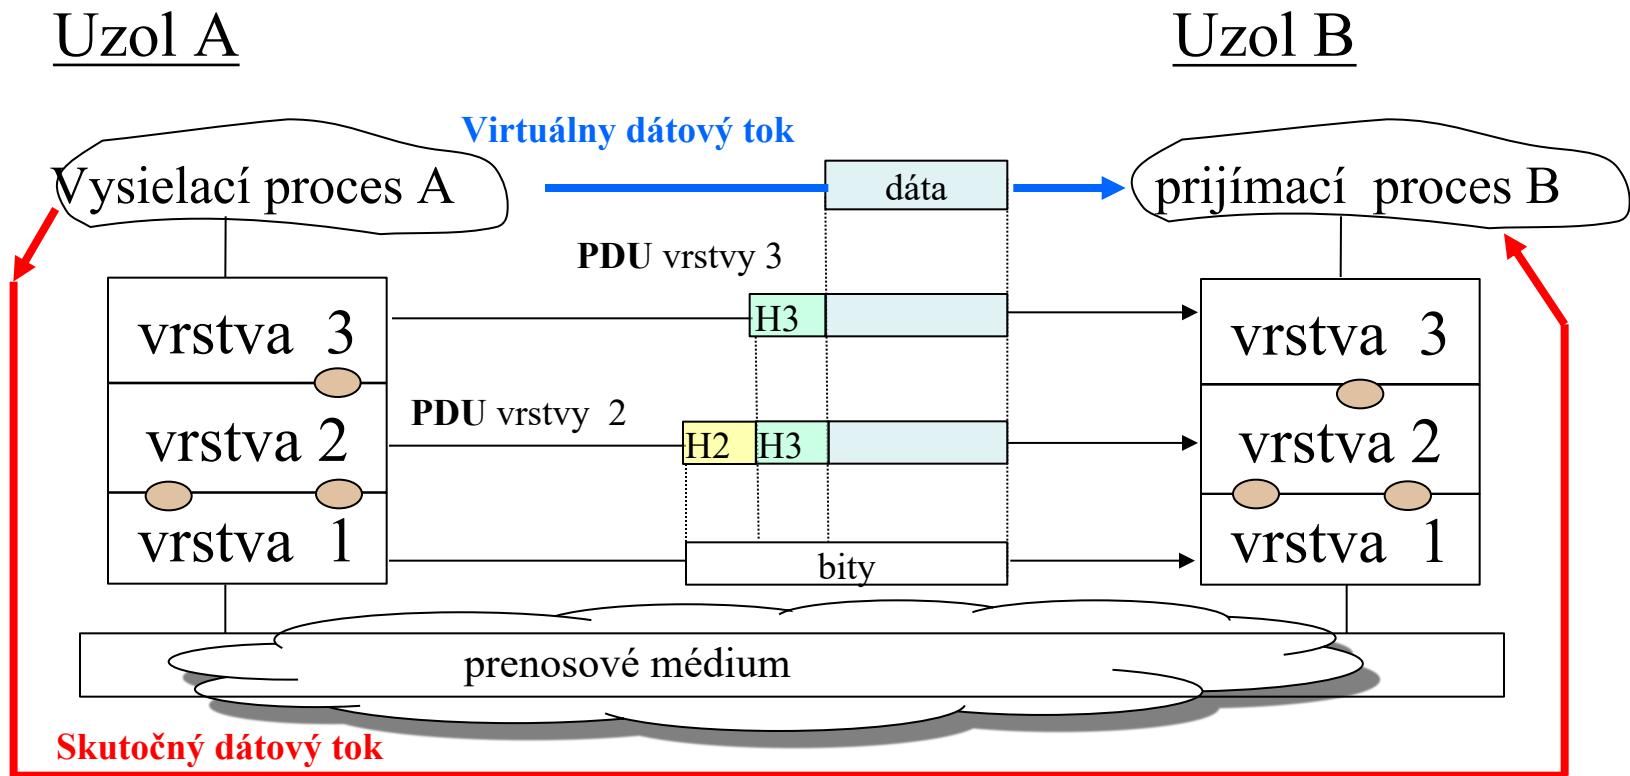 Uzol A
Uzol B
Virtuálny dátový tok
Vysielací proces A
dáta
prijímací proces B
PDU vrstvy 3
vrstva 3
H3
vrstva 3
PDU vrstvy 2
vrstva 2
H2
H3
vrstva 2
vrstva 1
bity
vrstva 1
prenosové médium
Skutočný dátový tok